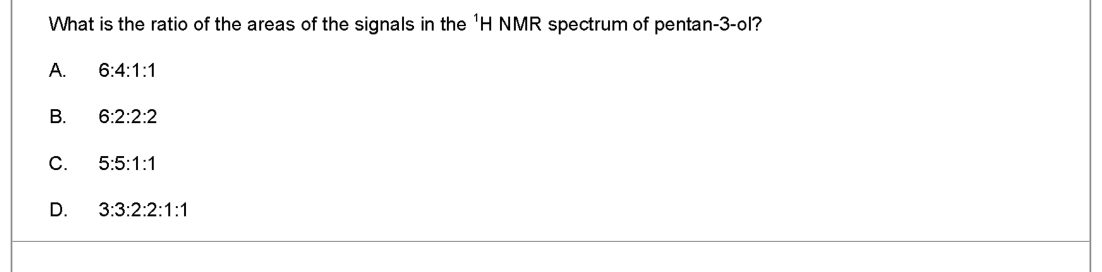 What is the ratio of the areas of the signals in the ¹H NMR spectrum of pentan-3-ol?
A. 6:4:1:1
B. 6:2:2:2
C. 5:5:1:1
D. 3:3:2:2:1:1